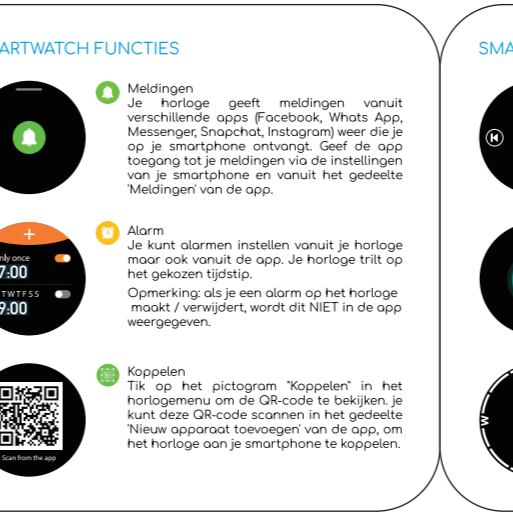 ARTWATCH FUNCTIES
Meldingen
Je horloge geeft meldingen vanuit
verschillende apps (Facebook, Whats App,
Messenger, Snapchat, Instagram) weer die je
op je smartphone ontvangt. Geef de app
toegang tot je meldingen via de instellingen
van je smartphone en vanuit het gedeelte
'Meldingen' van de app.
+
nly once
7:00
TWTFSS
9:00
Alarm
Je kunt alarmen instellen vanuit je horloge
maar ook vanuit de app. Je horloge trilt op
het gekozen tijdstip.
Opmerking: als je een alarm op het horloge
maakt / verwijdert, wordt dit NIET in de app
weergegeven.
Scan from the app
Koppelen
Tik op het pictogram "Koppelen" in het
horlogemenu om de QR-code te bekijken. je
kunt deze QR-code scannen in het gedeelte
'Nieuw apparaat toevoegen' van de app, om
het horloge aan je smartphone te koppelen.
SMA
W